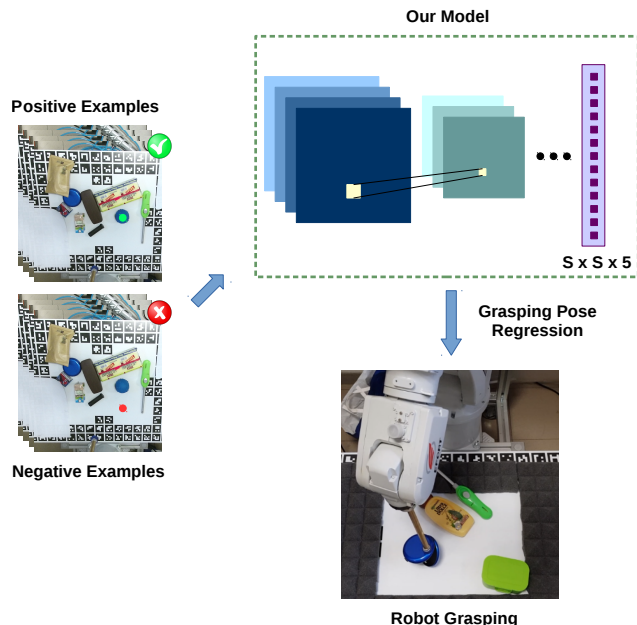 Our Model
Positive Examples
S x S x 5
Grasping Pose
Regression
Negative Examples
Robot Grasping